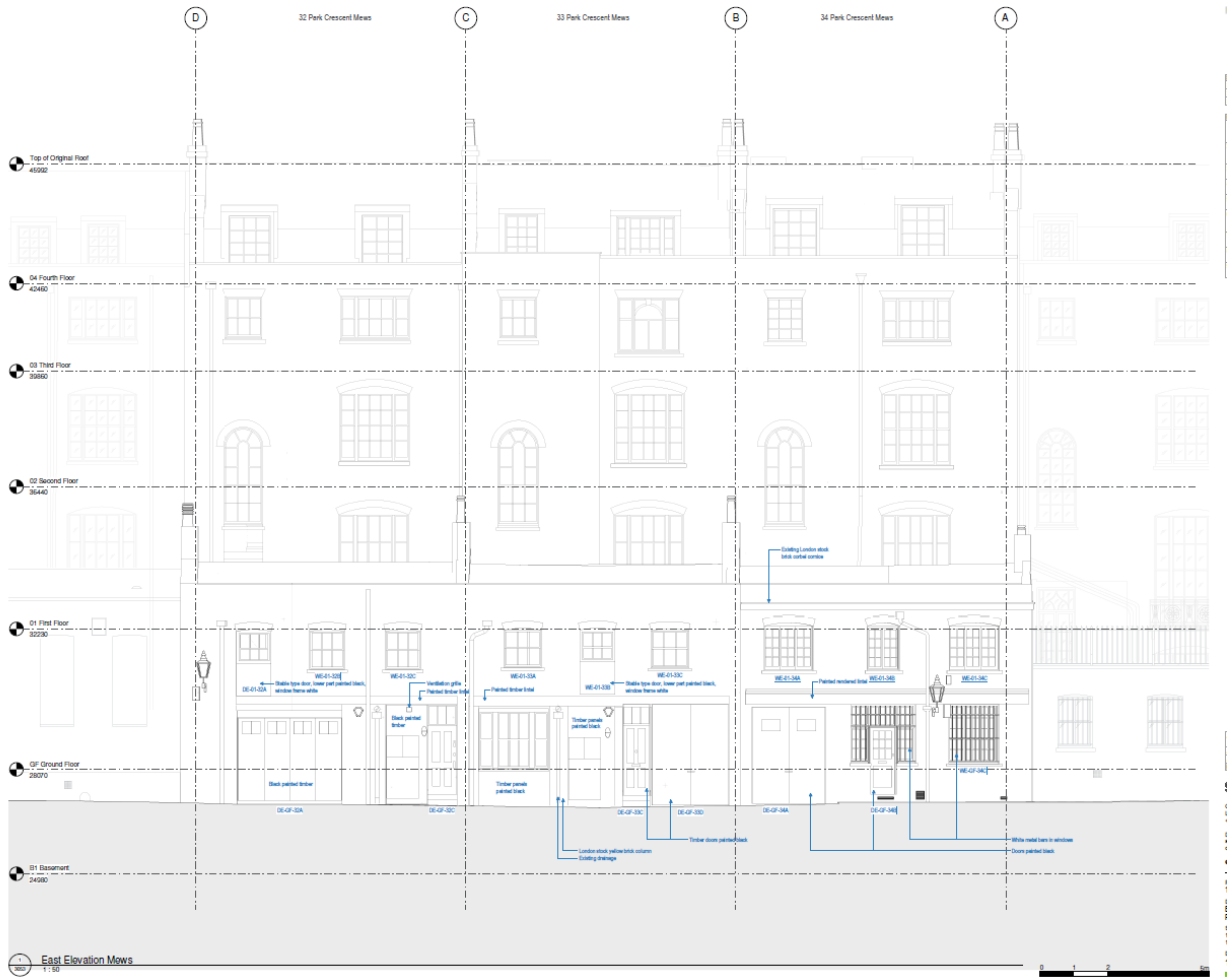 D
32 Park Crescent Mews
C
33 Park Crescent Mews
B
34 Park Crescent Mews
A
Top of Original Roof
45992
04 Fourth Floor
42460
03 Third Floor
39860
02 Second Floor
36440
Existing London stock
brick corbel cornice
01 First Floor
32230
WE-01-32B
WE-01-32C
WE-01-33A
WE-01-33C
WE-01-34A
WE-01-34B
WE-01-34C
DE-01-32A
Stable type door, lower part painted black,
window frame white
Ventilation grille
Painted timber lintel
Painted timber lintel
WE-01-33B
Stable type door, lower part painted black,
window frame white
Painted rendered lintel
Black painted
timber
Timber panels
painted black
GF Ground Floor
28070
Black painted timber
Timber panels
painted black
WE-GF-34C
DE-GF-32A
DE-GF-32C
DE-GF-33C
DE-GF-33D
DE-GF-34A
DE-GF-34B
Timber doors painted black
White metal bars in windows
London stock yellow brick column
Doors painted black
Existing drainage
B1 Basement
24980
1
East Elevation Mews
1 : 50
0
1
2
5m